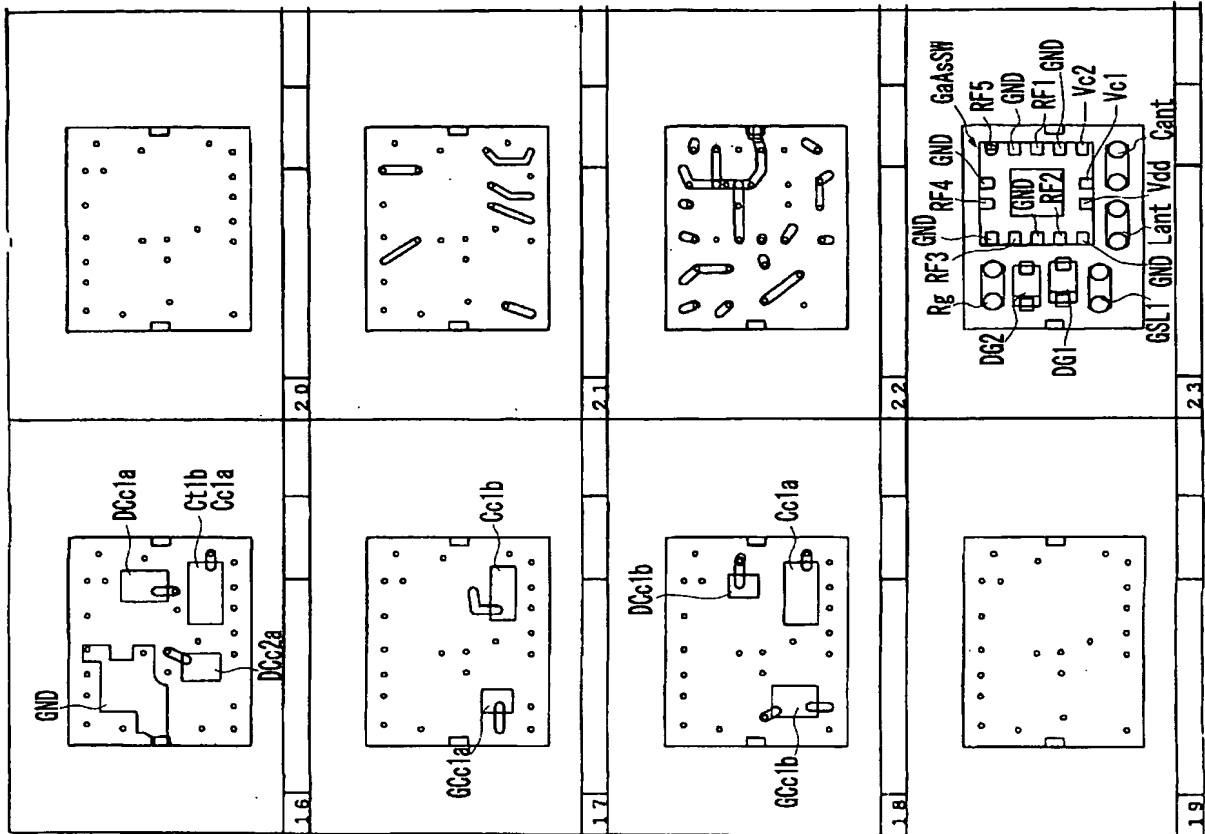 DCc1a
Ct1b
Cc1a
GND
DCc2a
16
20
Cc1b
GCc1a
17
21
DCc1b
Cc1a
GCc1b
18
22
19
GaAsSW
GND
RF5
RF4
GND
GND
RF1
GND
RF3
Rg
GND
RF2
Vc2
Vc1
DG2
DG1
GSL1
GND
Lant
Vdd
Cant
23